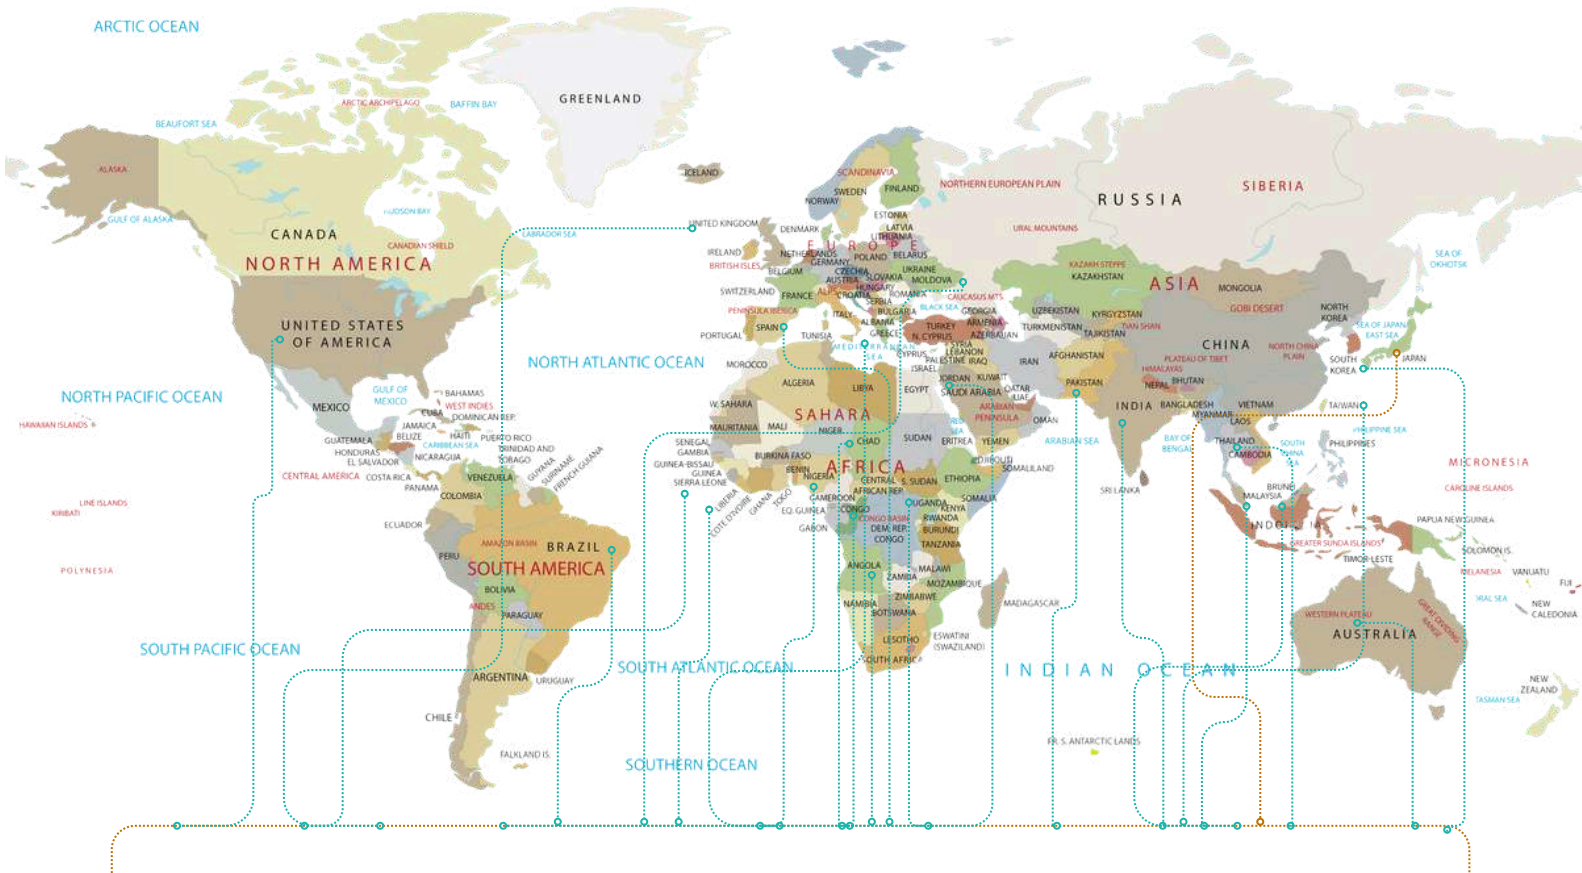 ARCTIC OCEAN
GREENLAND
ARCTIC ARCHIPELAGO
BAFFIN BAY
BEAUFORT SEA
ALASKA
ICELAND
SCANDINAVIA
NORTHERN EUROPEAN PLAIN
SIBERIA
SWEDEN
FINLAND
NORWAY
RUSSIA
GULF OF ALASKA
HUDSON BAY
LABRADOR SEA
UNITED KINGDOM
DENMARK
ESTONIA
LATVIA
LITHUANIA
URAL MOUNTAINS
CANADA
CANADIAN SHIELD
NORTH AMERICA
IRELAND
BRITISH ISLES
EUROPE
NETHERLANDS
BELGIUM
GERMANY
POLAND
BELARUS
CZECHIA
SLOVAKIA
UKRAINE
AUSTRIA
HUNGARY
MOLDOVA
SWITZERLAND
FRANCE
CROATIA
ROMANIA
SERBIA
BULGARIA
BLACK SEA
CAUCASUS MTS.
GEORGIA
KAZAKH STEPPE
KAZAKHSTAN
ASIA
MONGOLIA
GOBI DESERT
SEA OF
OKHOTSK
NORTH
KOREA
PENINSULA IBERICA
PORTUGAL
SPAIN
ITALY
ALBANIA
GREECE
TURKEY
N. CYPRUS
ARMENIA
AZERBAIJAN
UZBEKISTAN
KYRGYZSTAN
TURKMENISTAN
TAJIKISTAN
TIAN SHAN
CHINA
NORTH CHINA
PLAIN
SEA OF JAPAN
EAST SEA
UNITED STATES
OF AMERICA
NORTH ATLANTIC OCEAN
TUNISIA
MEDITERRANEAN
SEA
CYPRUS
SYRIA
LEBANON
PALESTINE
IRAQ
ISRAEL
IRAN
AFGHANISTAN
PLATEAU OF TIBET
HIMALAYAS
SOUTH
KOREA
JAPAN
MOROCCO
ALGERIA
LIBYA
EGYPT
JORDAN
KUWAIT
SAUDI ARABIA
QATAR
UAE
PAKISTAN
NEPAL
BHUTAN
NORTH PACIFIC OCEAN
GULF OF
MEXICO
BAHAMAS
MEXICO
WEST INDIES
CUBA
DOMINICAN REP.
HAWAIIAN ISLANDS
JAMAICA
BELIZE
HAITI
PUERTO RICO
GUATEMALA
CARIBBEAN SEA
TRINIDAD AND
TOBAGO
HONDURAS
EL SALVADOR
NICARAGUA
CENTRAL AMERICA
COSTA RICA
PANAMA
VENEZUELA
GUYANA
SURINAME
FRENCH GUIANA
COLOMBIA
W. SAHARA
SAHARA
ARABIAN
PENINSULA
OMAN
INDIA
BANGLADESH
MYANMAR
VIETNAM
LAOS
TAIWAN
PHILIPPINE SEA
MAURITANIA
MALI
NIGER
CHAD
SUDAN
RED
SEA
ERITREA
YEMEN
ARABIAN SEA
BAY OF
BENGAL
THAILAND
CAMBODIA
SOUTH
CHINA
SEA
PHILIPPINES
SENEGAL
GAMBIA
GUINEA-BISSAU
GUINEA
SIERRA LEONE
LIBERIA
COTE D'IVOIRE
GHANA
TOGO
BURKINA FASO
BENIN
NIGERIA
AFRICA
CENTRAL
AFRICAN REP.
S. SUDAN
ETHIOPIA
DJIBOUTI
SOMALILAND
SOMALIA
SRI LANKA
BRUNEI
MALAYSIA
MICRONESIA
CAROLINE ISLANDS
LINE ISLANDS
KIRIBATI
CAMEROON
EQ. GUINEA
GABON
CONGO
CONGO BASIN
DEM. REP.
CONGO
UGANDA
KENYA
RWANDA
BURUNDI
TANZANIA
INDONESIA
GREATER SUNDA ISLANDS
TIMOR-LESTE
PAPUA NEW GUINEA
SOLOMON IS.
ECUADOR
PERU
AMAZON BASIN
BRAZIL
SOUTH AMERICA
POLYNESIA
BOLIVIA
ANDES
PARAGUAY
ANGOLA
ZAMBIA
MALAWI
MOZAMBIQUE
ZIMBABWE
NAMIBIA
BOTSWANA
MADAGASCAR
MELANESIA
VANUATU
FIJI
NEW
CALEDONIA
WESTERN PLATEAU
GREAT DIVIDING
RANGE
AUSTRALIA
SOUTH PACIFIC OCEAN
SOUTH ATLANTIC OCEAN
LESOTHO
ESWATINI
(SWAZILAND)
SOUTH AFRICA
INDIAN OCEAN
ARGENTINA
URUGUAY
CHILE
NEW
ZEALAND
TASMAN SEA
FALKLAND IS.
SOUTHERN OCEAN
FR. S. ANTARCTIC LANDS